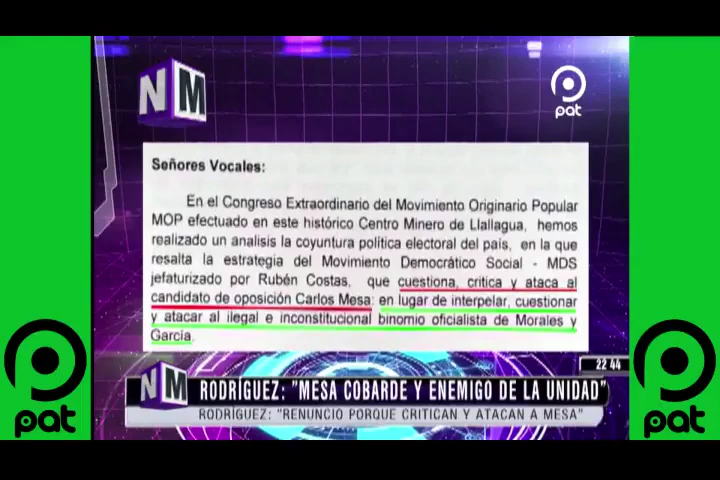 NM
pat
Señores Vocales:
En el Congreso Extraordinario del Movimiento Originario Popular
MOP efectuado en este histórico Centro Minero de Llallagua, hemos
realizado un analisis la coyuntura política electoral del país, en la que
resalta la estrategia del Movimiento Democrático Social - MDS
jefaturizado por Rubén Costas, que cuestiona, critica y ataca al
candidato de oposición Carlos Mesa; en lugar de interpelar, cuestionar
y atacar al ilegal e inconstitucional binomio oficialista de Morales y
García.
22 44
NM
RODRÍGUEZ: "MESA COBARDE Y ENEMIGO DE LA UNIDAD"
RODRÍGUEZ: "RENUNCIO PORQUE CRITICAN Y ATACAN A MESA"
pat
pat